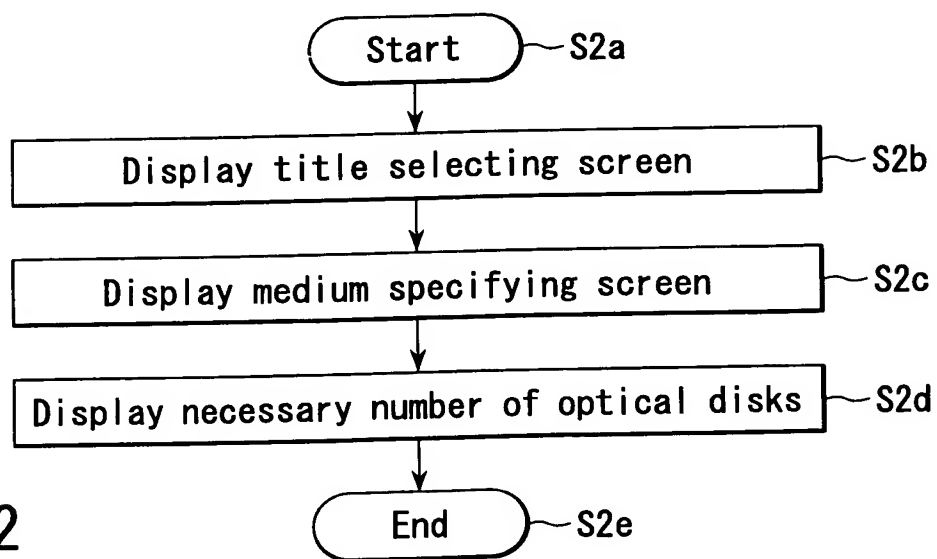 Start
S2a
Display title selecting screen
S2b
Display medium specifying screen
S2c
Display necessary number of optical disks
S2d
End
S2e
2